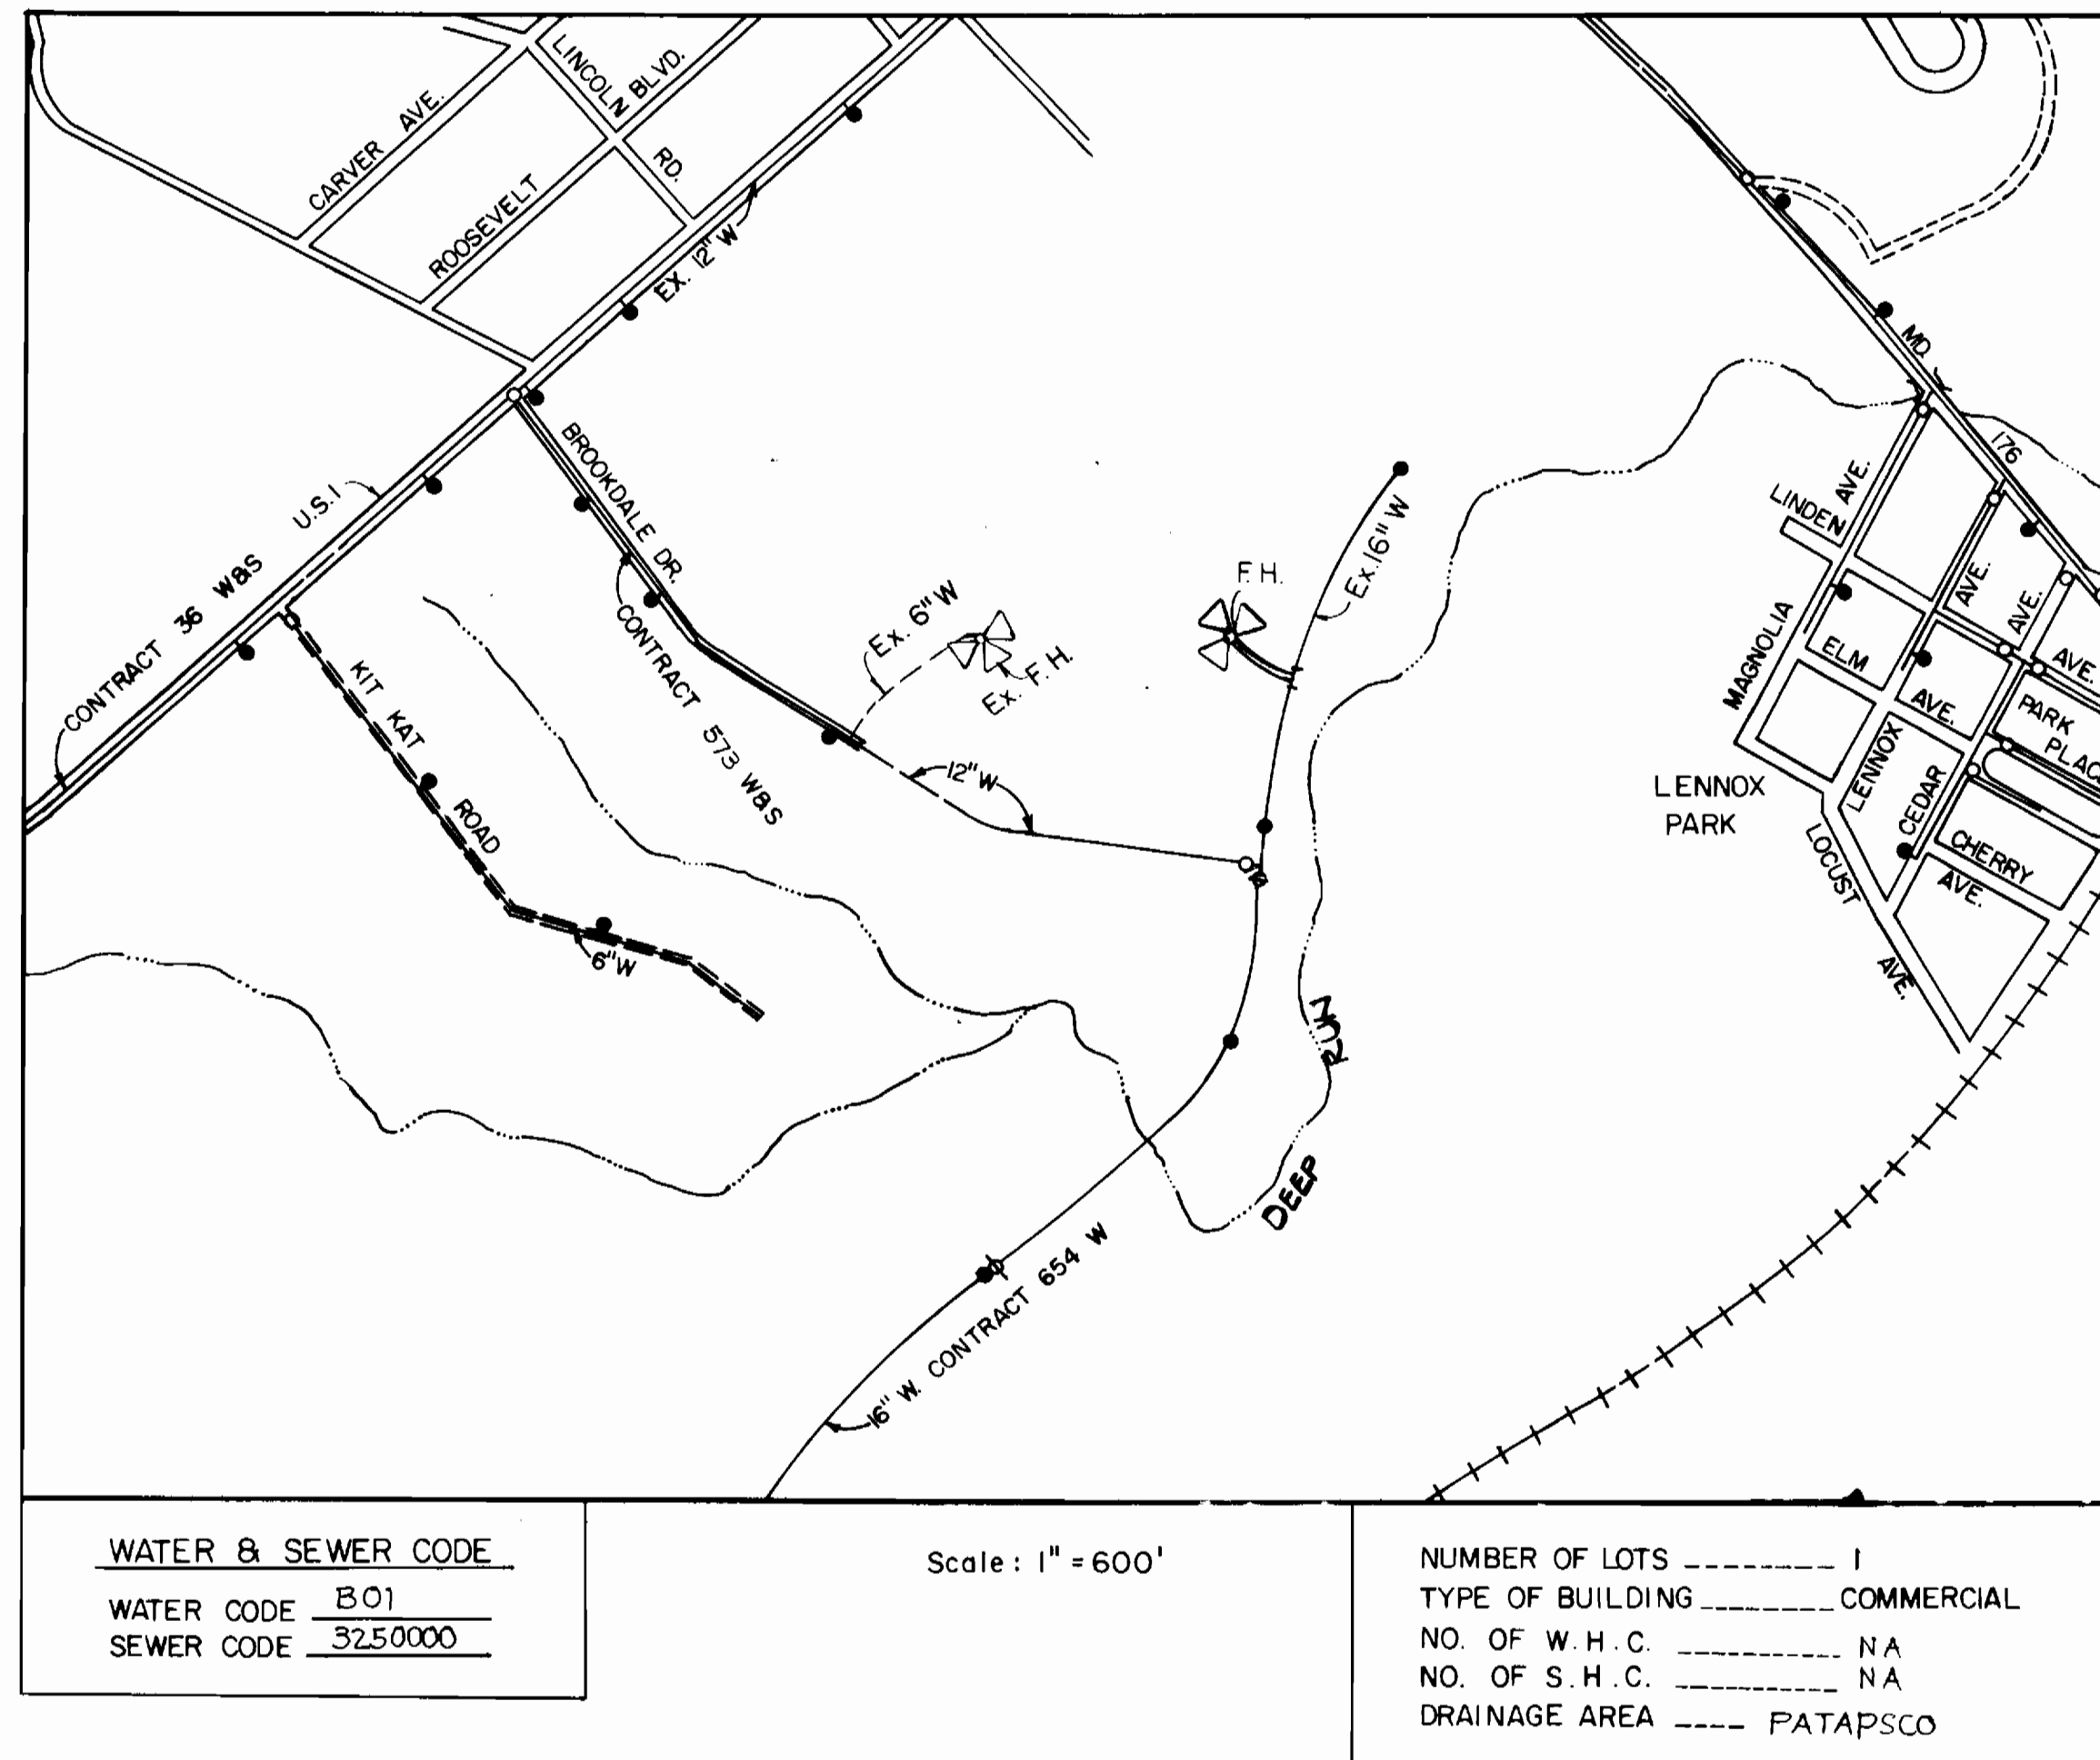 LINCOLN
BLVD.
CARVER AVE.
ROOSEVELT
RD.
EX. 12" W
U.S. 1
CONTRACT 36 W&S
BROOKDALE DR.
CONTRACT 573 W&S
KIT KAT ROAD
6" W
Ex. 6" W
Ex. F. H.
12" W
F. H.
Ex. 16" W
MD.
176
LINDEN
AVE.
MAGNOLIA
ELM
AVE.
AVE.
AVE.
AVE.
PARK
LENNOX
CEDAR
CHERRY
AVE.
LOCUST
AVE.
LENNOX
PARK
DEEP RUN
16" W. CONTRACT 654 W
WATER & SEWER CODE
WATER CODE B01
SEWER CODE 3250000
Scale: 1" = 600'
NUMBER OF LOTS -------- 1
TYPE OF BUILDING -------- COMMERCIAL
NO. OF W.H.C. ----------- NA
NO. OF S.H.C. ----------- NA
DRAINAGE AREA ---- PATAPSCO